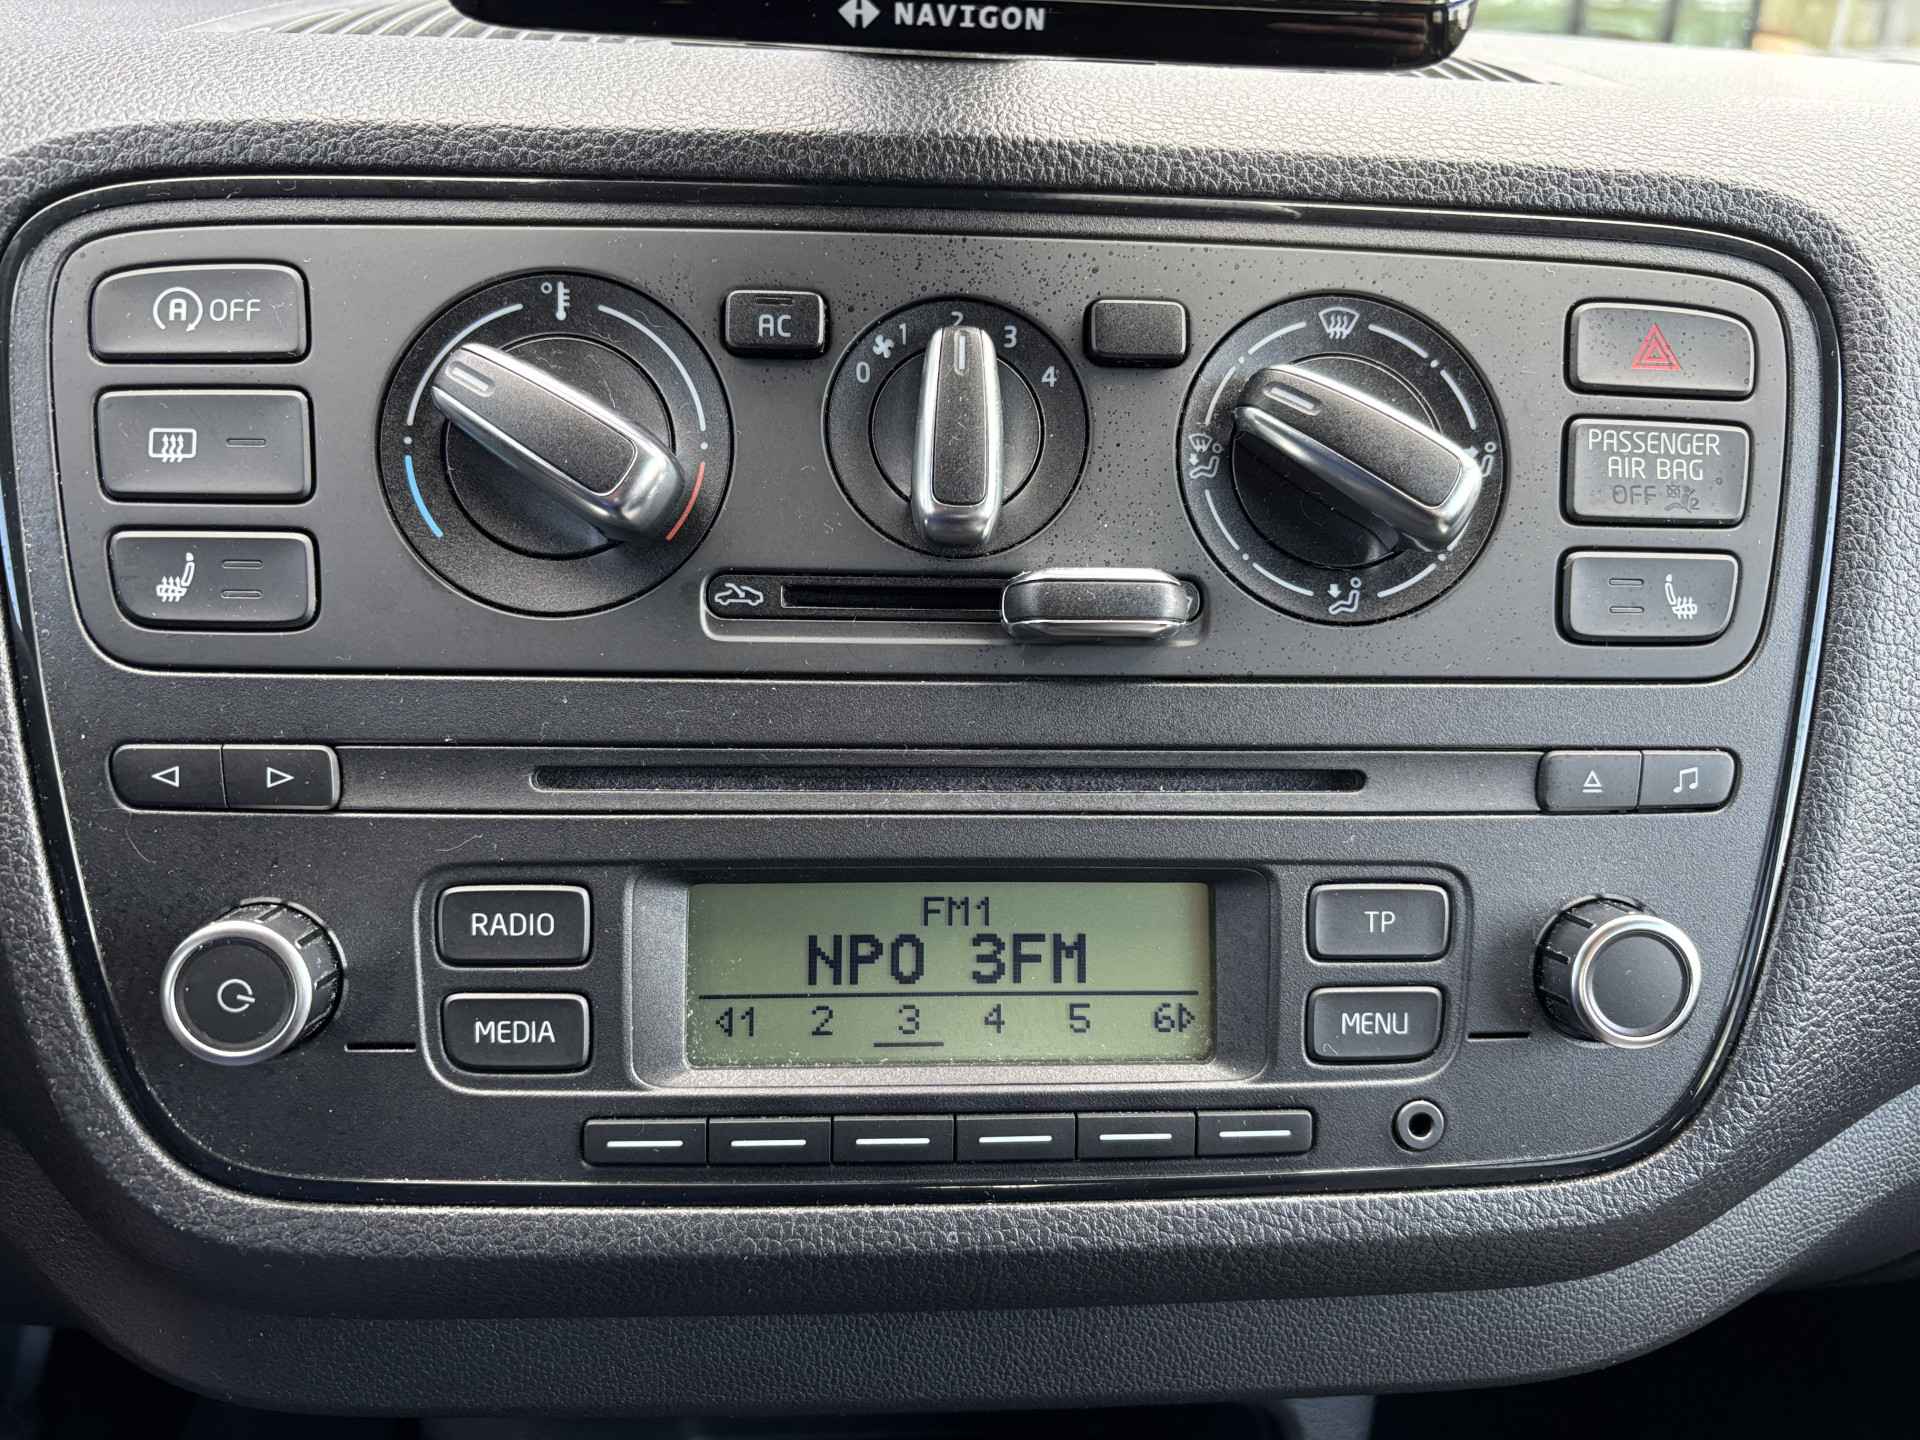 NAVIGON
A OFF
AC
0 1 2 3 4
PASSENGER
AIR BAG
OFF 2
RADIO
MEDIA
FM1
NPO 3FM
1 2 3 4 5 6
TP
MENU